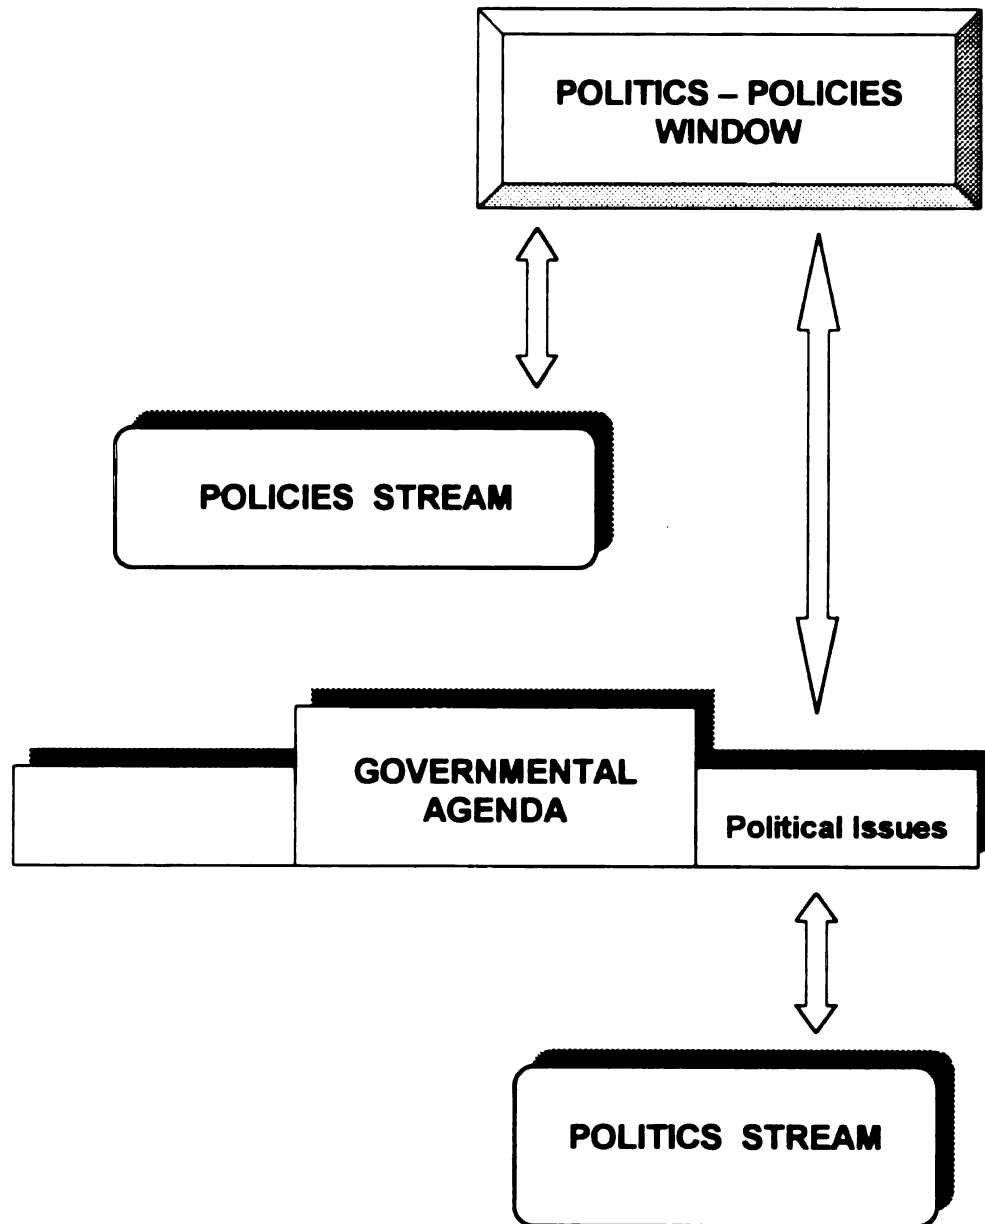 POLITICS – POLICIES
WINDOW
POLICIES STREAM
GOVERNMENTAL
AGENDA
Political Issues
POLITICS STREAM